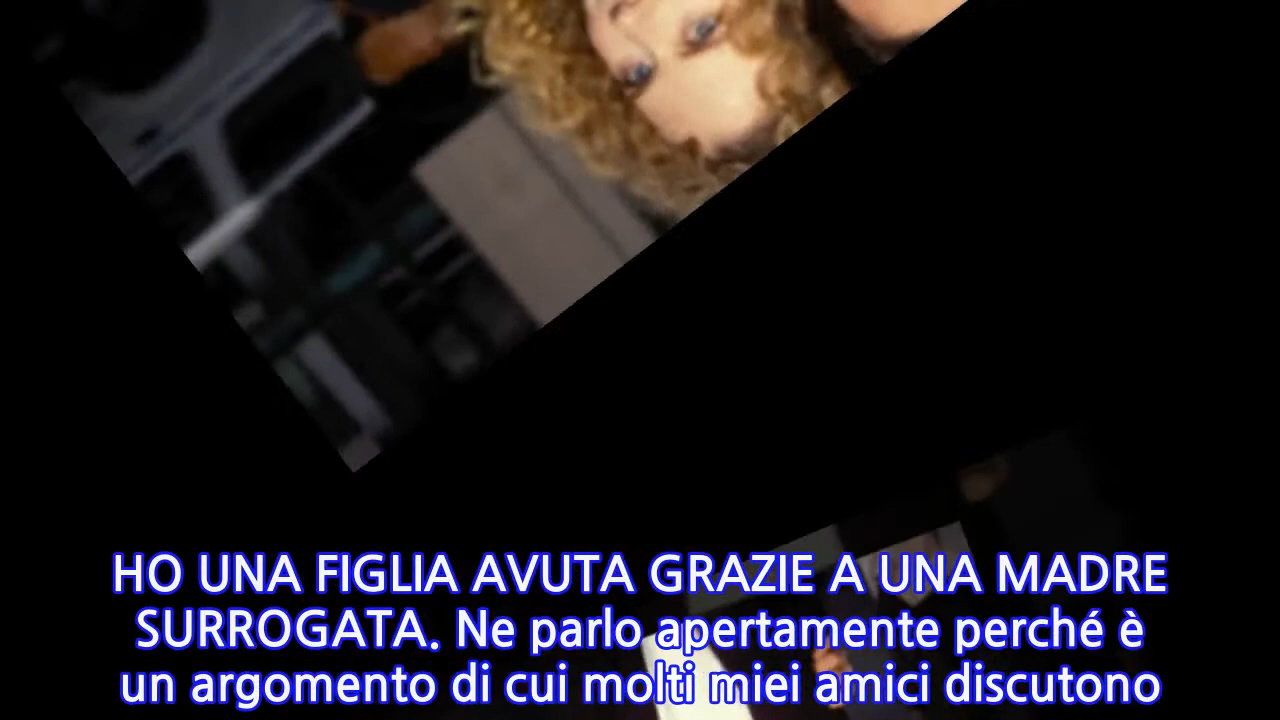 HO UNA FIGLIA AVUTA GRAZIE A UNA MADRE
SURROGATA. Ne parlo apertamente perché è
un argomento di cui molti miei amici discutono